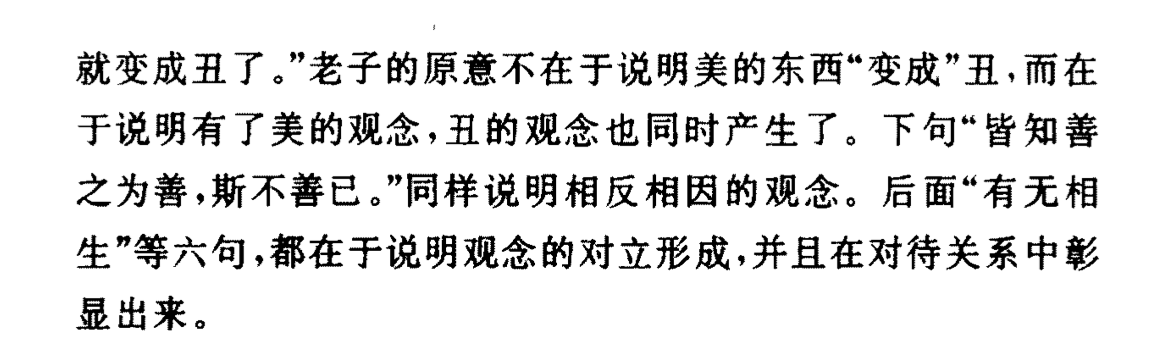 就变成丑了。”老子的原意不在于说明美的东西“变成”丑，而在
于说明有了美的观念，丑的观念也同时产生了。下句“皆知善
之为善，斯不善已。”同样说明相反相因的观念。后面“有无相
生”等六句，都在于说明观念的对立形成，并且在对待关系中彰
显出来。